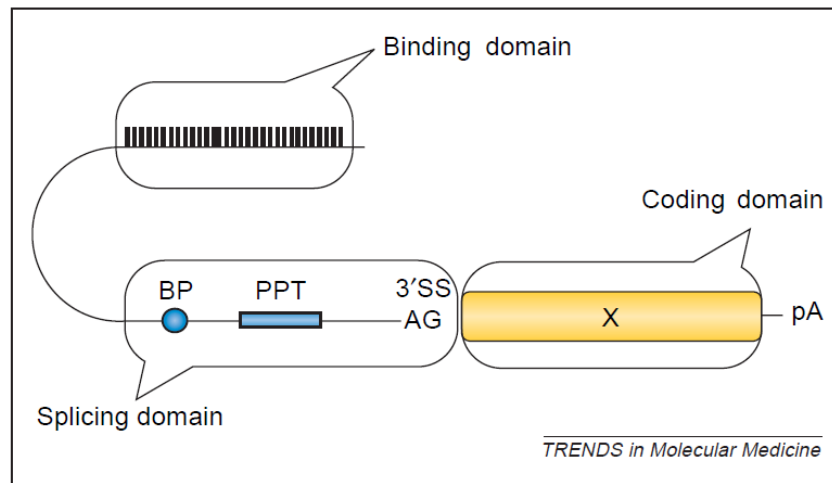 Binding domain
Coding domain
BP PPT 3′SS
AG
X
pA
Splicing domain
TRENDS in Molecular Medicine